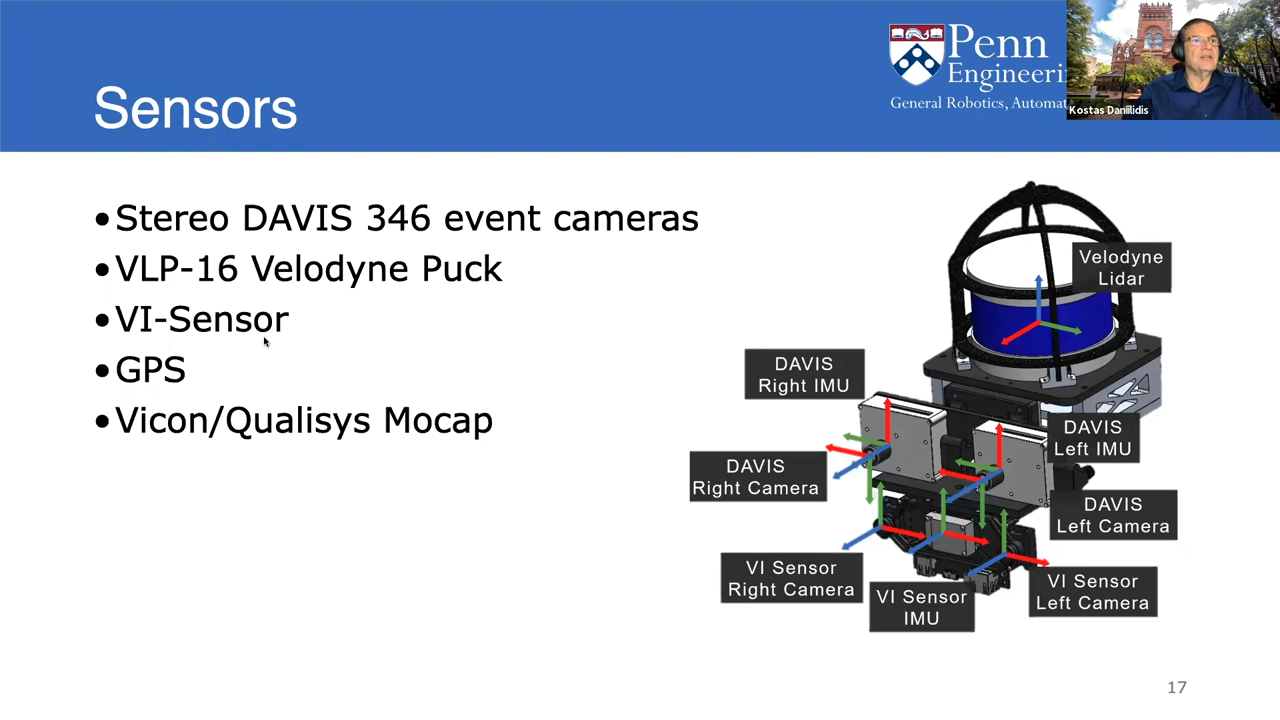 Penn
Engineeri
General Robotics, Automat
Kostas Daniilidis
Sensors
•Stereo DAVIS 346 event cameras
•VLP-16 Velodyne Puck
•VI-Sensor
•GPS
•Vicon/Qualisys Mocap
Velodyne
Lidar
DAVIS
Right IMU
DAVIS
Left IMU
DAVIS
Right Camera
DAVIS
Left Camera
VI Sensor
Right Camera
VI Sensor
IMU
VI Sensor
Left Camera
17